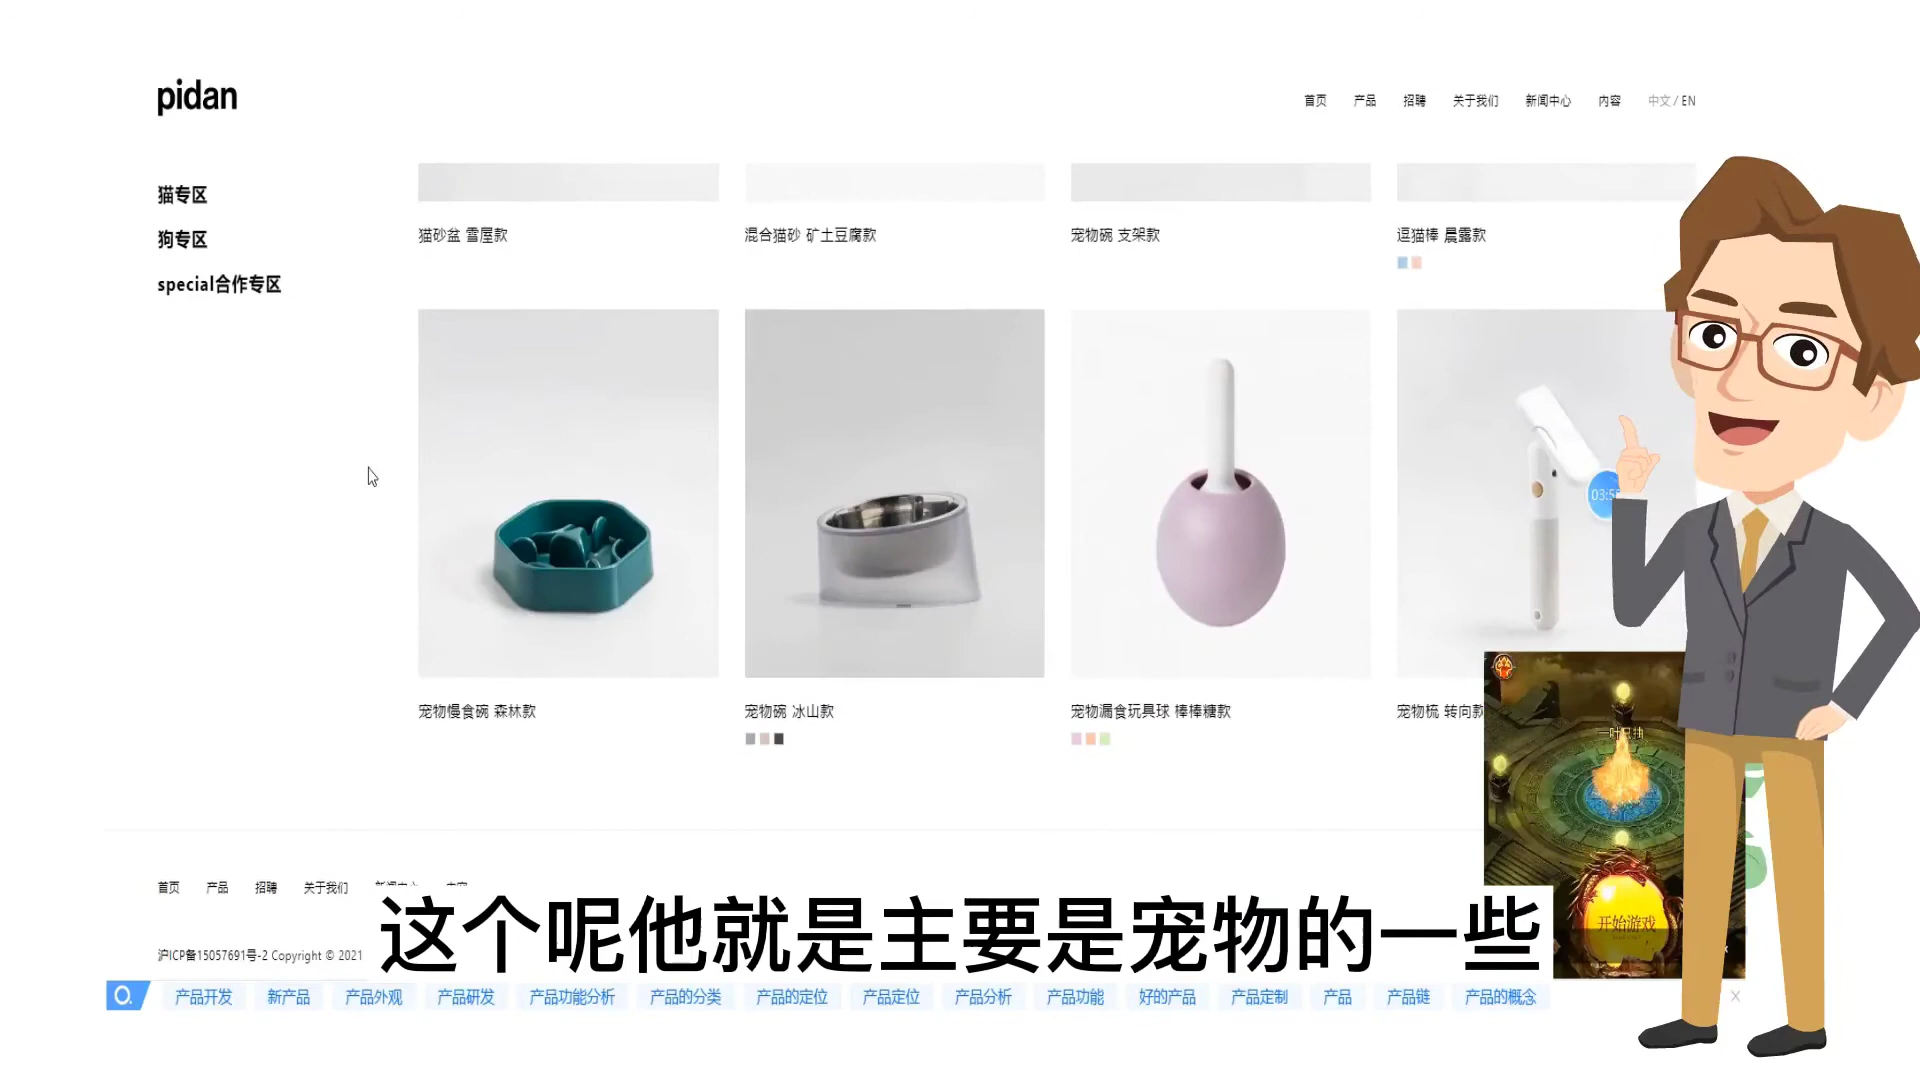 pidan
首页 产品 招聘 关于我们 新闻中心 内容 中文 / EN
猫专区
狗专区
special合作专区
猫砂盆 雪屋款
混合猫砂 矿土豆腐款
宠物碗 支架款
逗猫棒 晨露款
宠物慢食碗 森林款
宠物碗 冰山款
宠物漏食玩具球 棒棒糖款
宠物梳 转向款
开始游戏
首页 产品 招聘 关于我们
沪ICP备15057691号-2 Copyright © 2021
这个呢他就是主要是宠物的一些
产品开发 新产品 产品外观 产品研发 产品功能分析 产品的分类 产品的定位 产品定位 产品分析 产品功能 好的产品 产品定制 产品 产品链 产品的概念